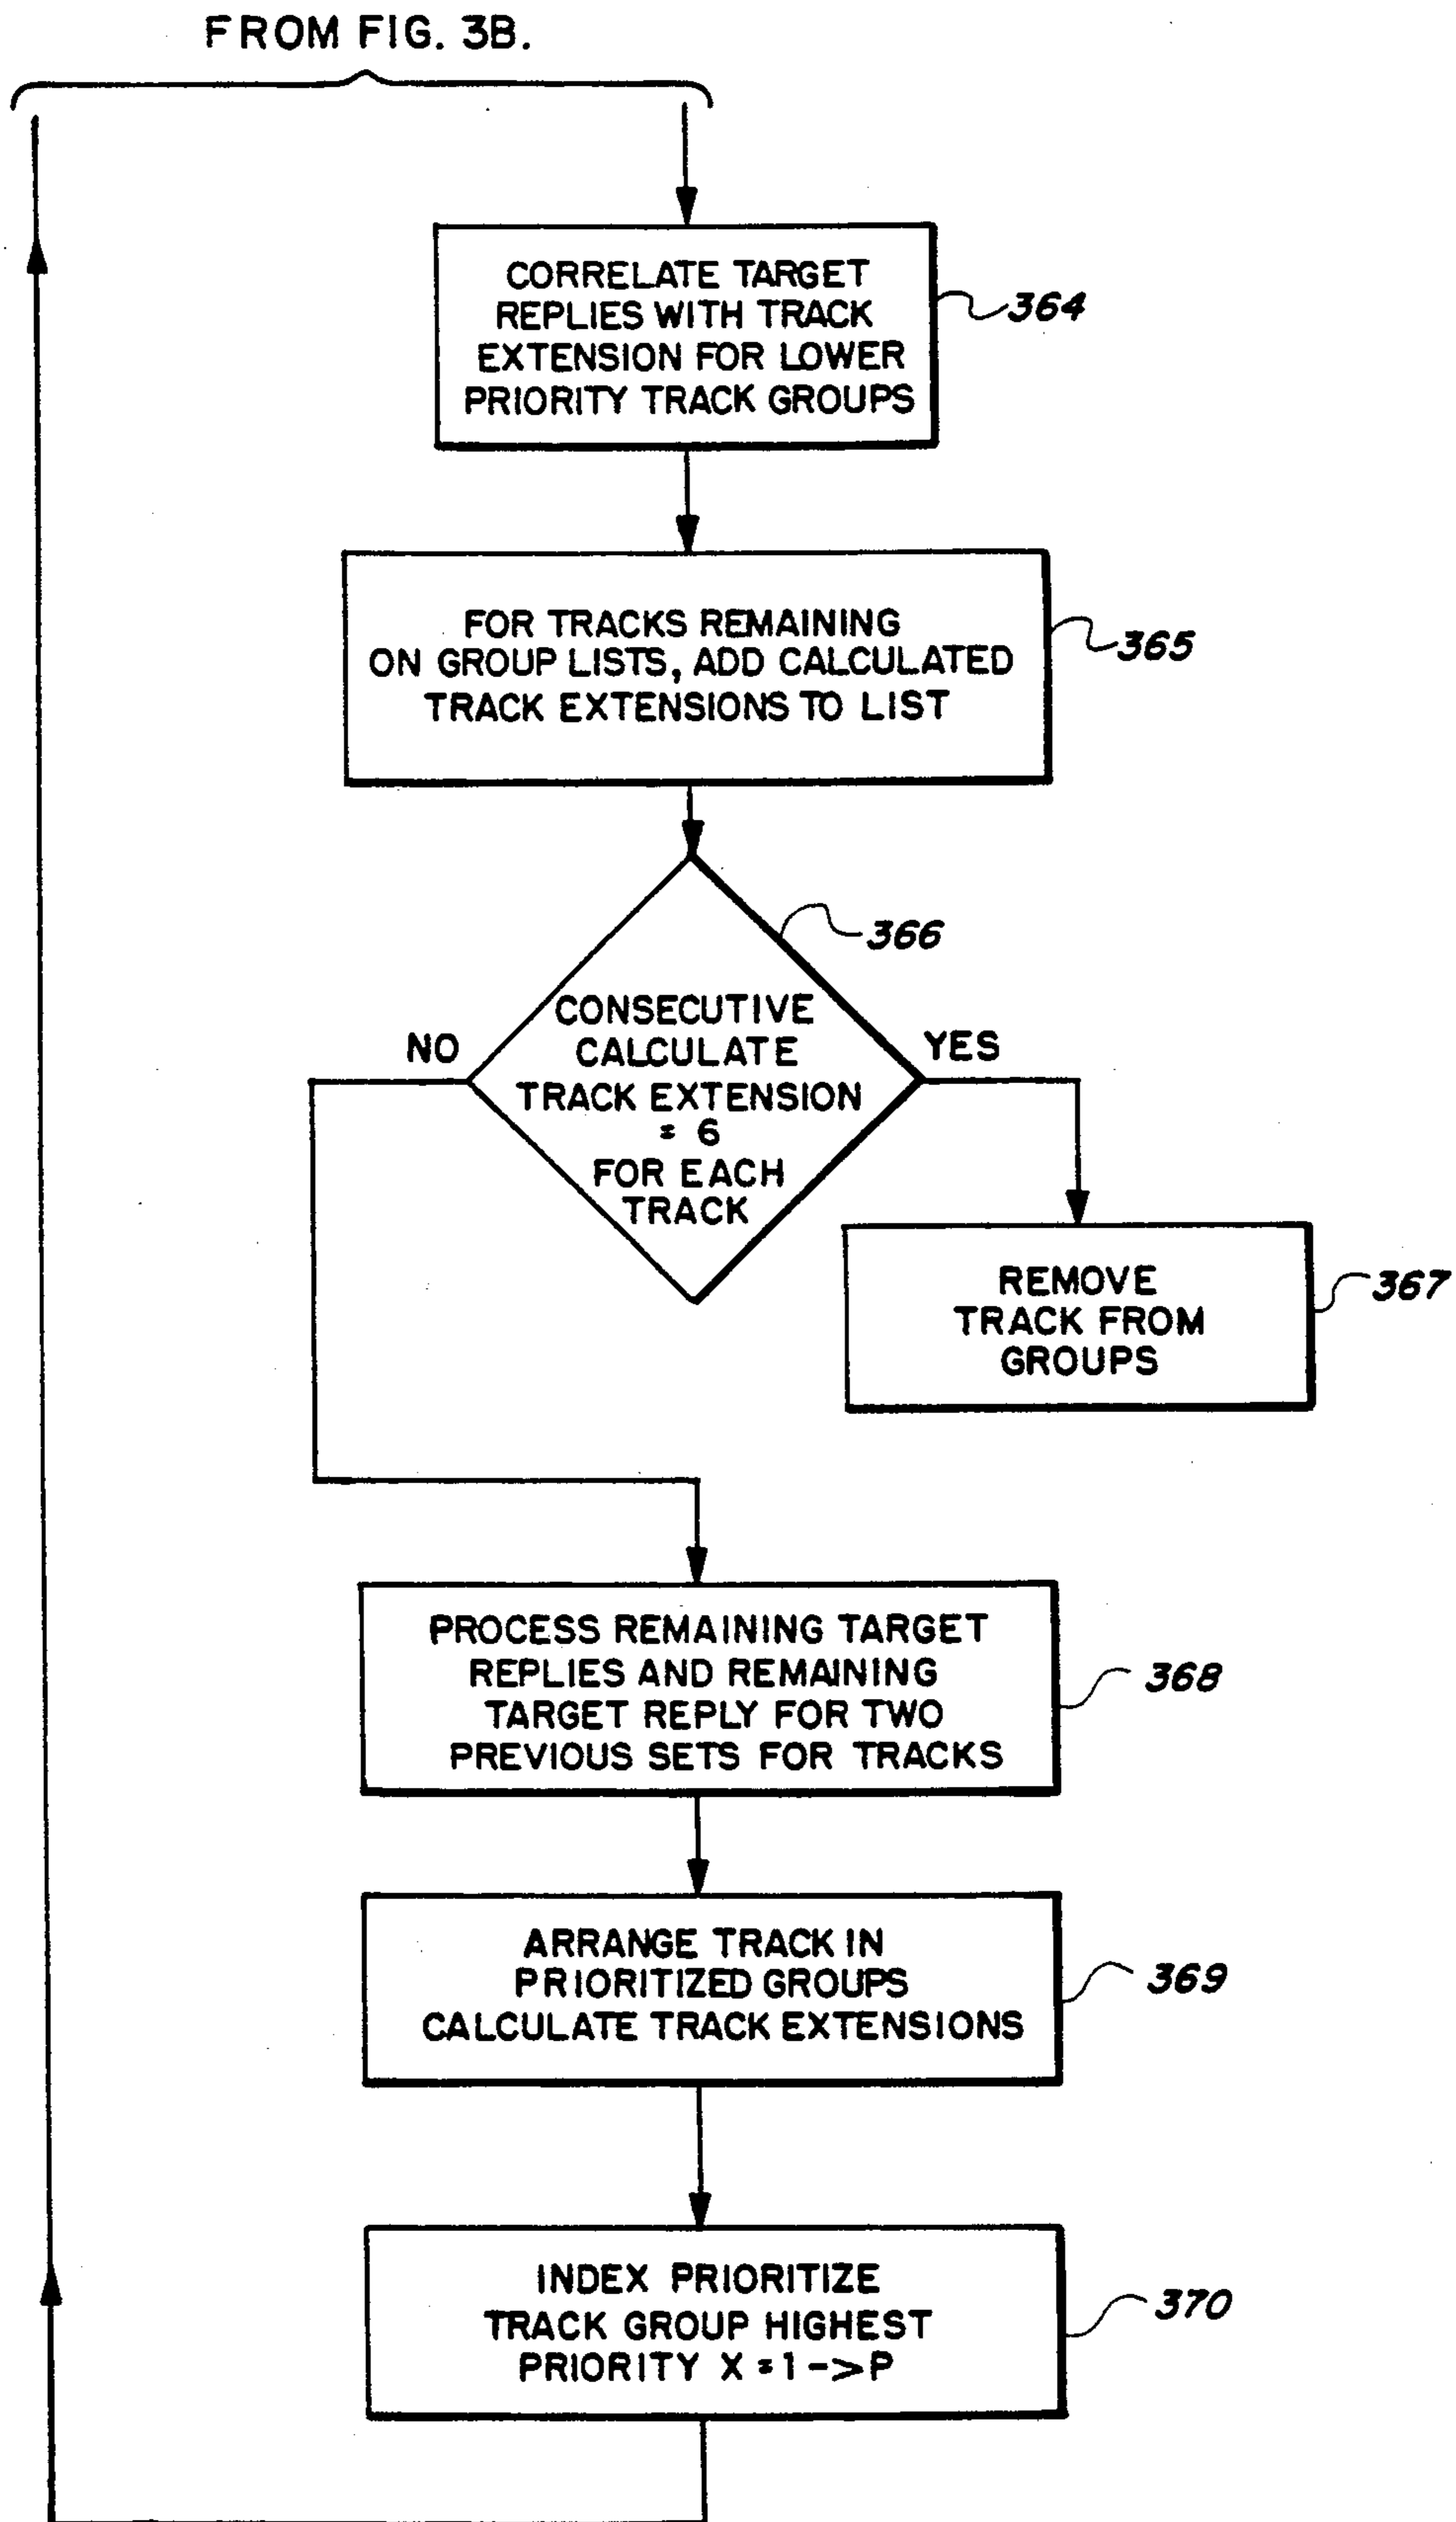 FROM FIG. 3B.
CORRELATE TARGET
REPLIES WITH TRACK
EXTENSION FOR LOWER
PRIORITY TRACK GROUPS
364
FOR TRACKS REMAINING
ON GROUP LISTS, ADD CALCULATED
TRACK EXTENSIONS TO LIST
365
366
CONSECUTIVE
CALCULATE
TRACK EXTENSION
= 6
FOR EACH
TRACK
NO
YES
REMOVE
TRACK FROM
GROUPS
367
PROCESS REMAINING TARGET
REPLIES AND REMAINING
TARGET REPLY FOR TWO
PREVIOUS SETS FOR TRACKS
368
ARRANGE TRACK IN
PRIORITIZED GROUPS
CALCULATE TRACK EXTENSIONS
369
INDEX PRIORITIZE
TRACK GROUP HIGHEST
PRIORITY X = 1 -> P
370